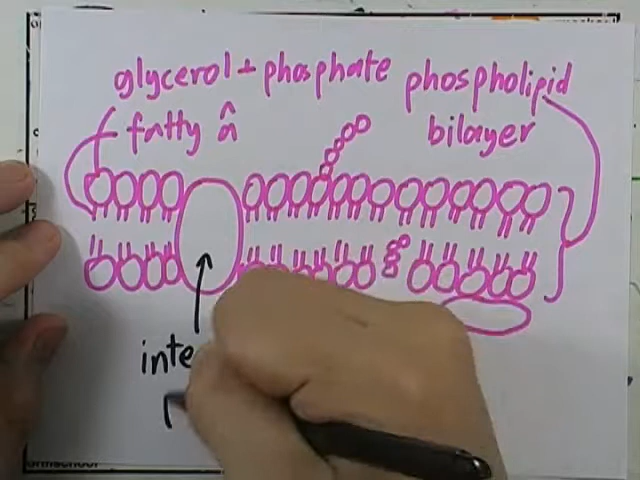 glycerol + phosphate
fatty â
phospholipid
bilayer
inte